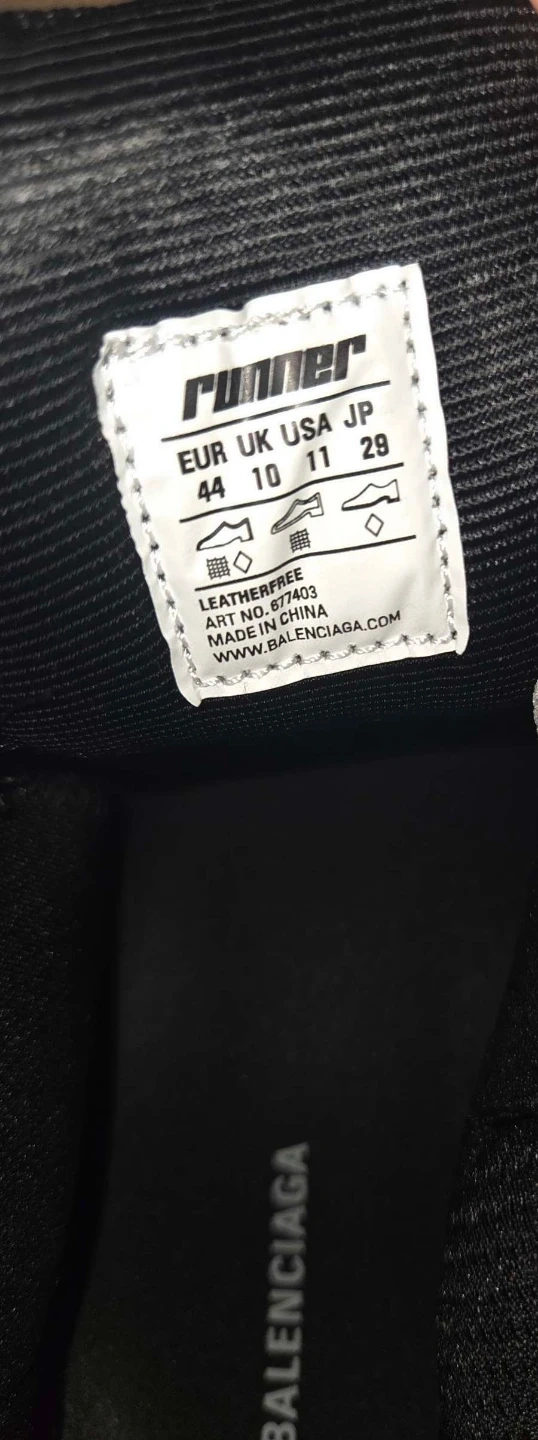 runner
EUR UK USA JP
44 10 11 29
LEATHERFREE
ART NO. 677403
MADE IN CHINA
WWW.BALENCIAGA.COM
BALENCIAGA